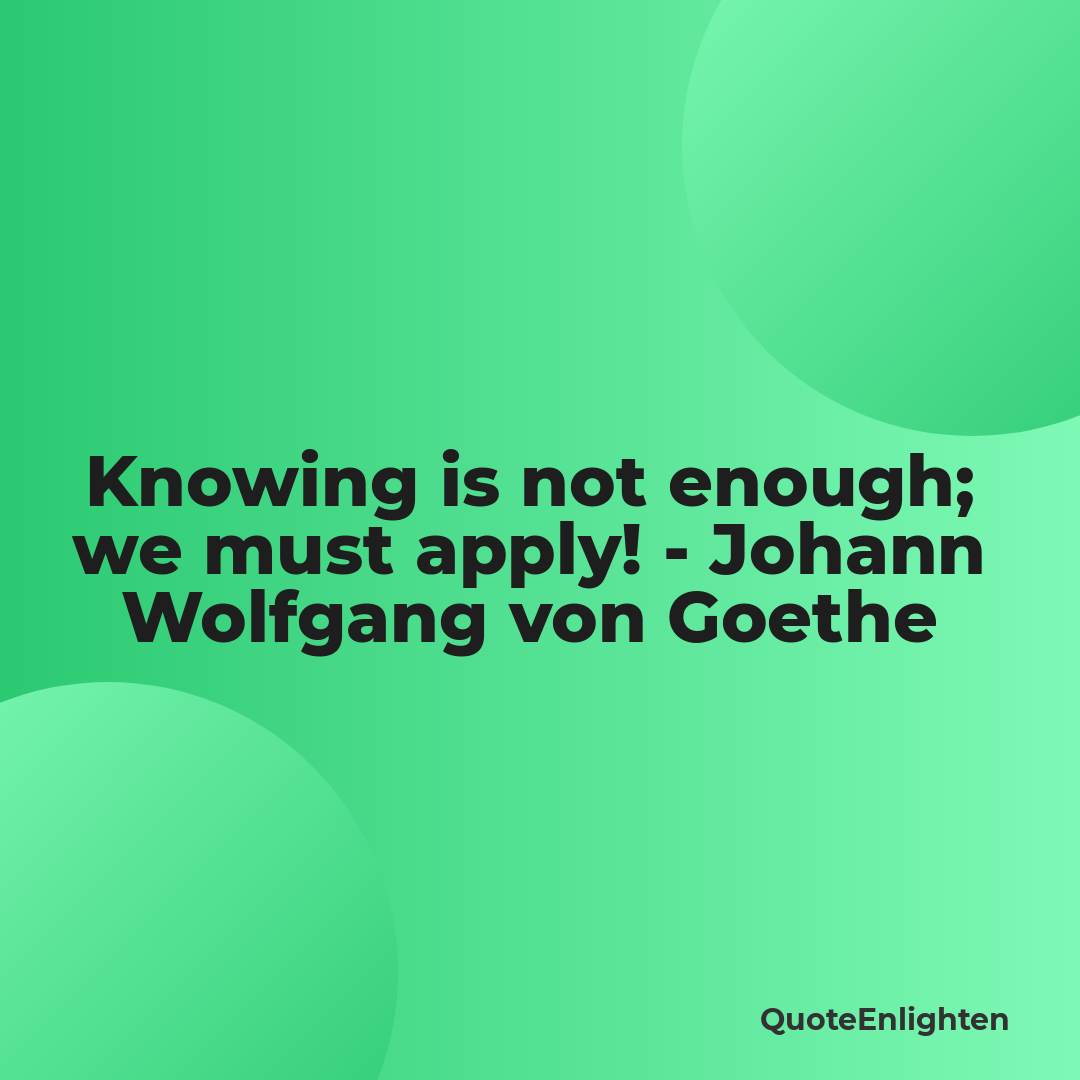 Knowing is not enough;
we must apply! - Johann
Wolfgang von Goethe
QuoteEnlighten